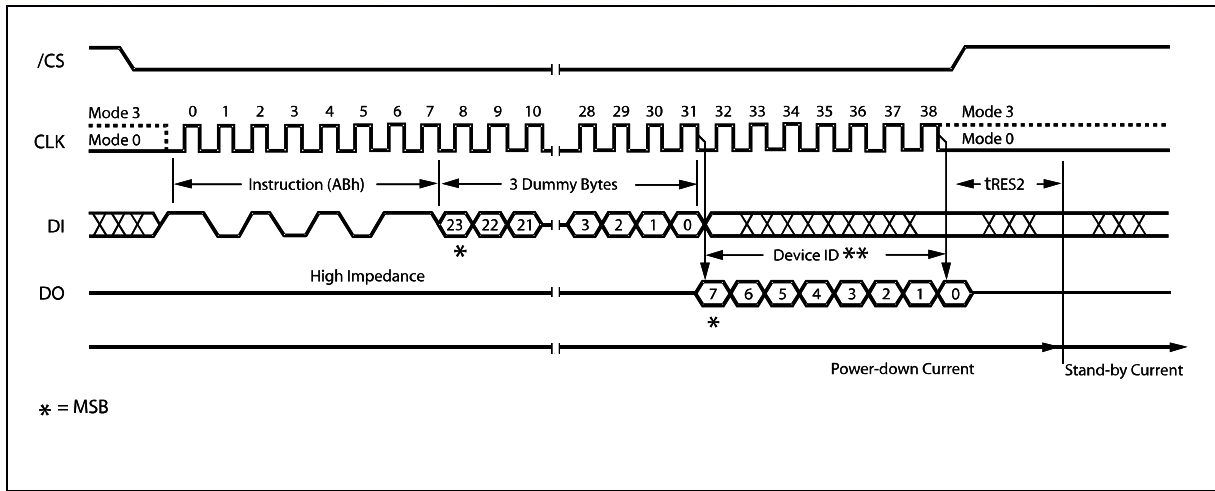 /CS
Mode 3 0 1 2 3 4 5 6 7 8 9 10 28 29 30 31 32 33 34 35 36 37 38 Mode 3
CLK Mode 0 Mode 0
Instruction (ABh) 3 Dummy Bytes tRES2
DI 23 22 21 3 2 1 0
* Device ID **
High Impedance
DO 7 6 5 4 3 2 1 0
*
Power-down Current Stand-by Current
* = MSB